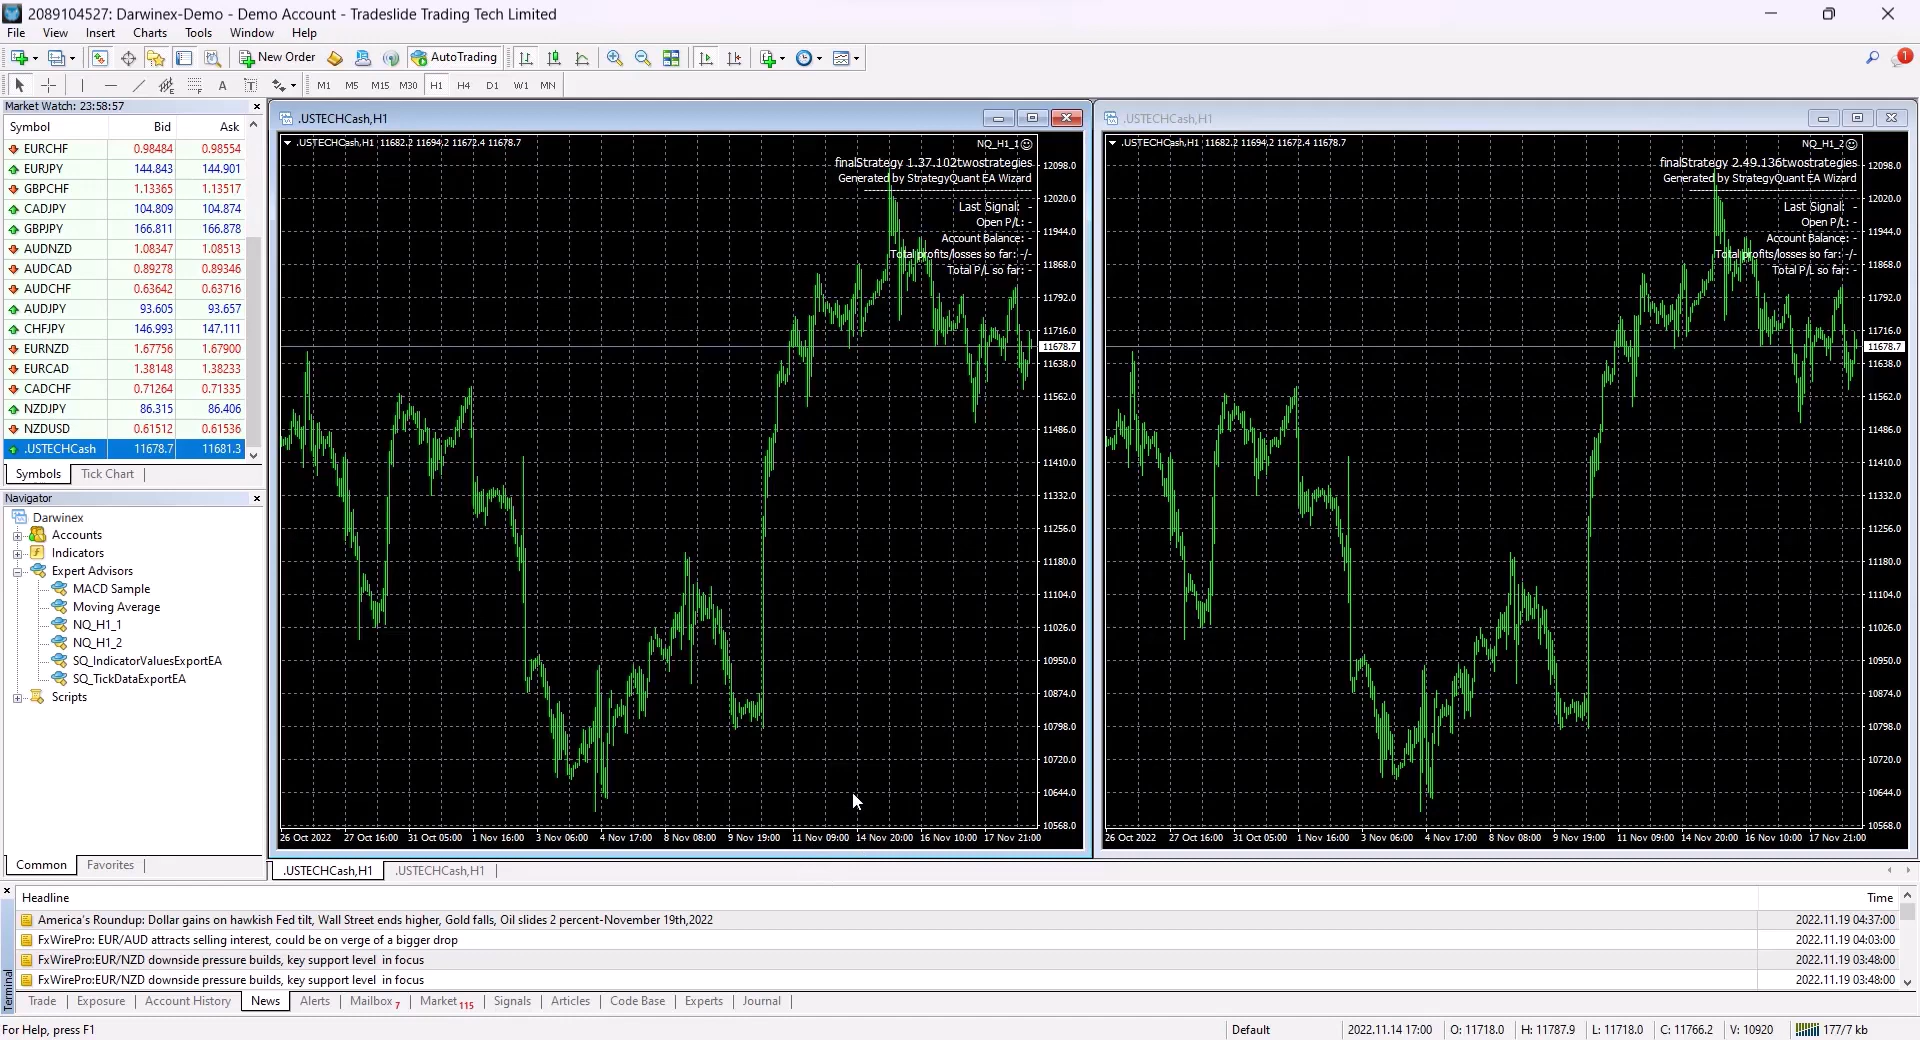 2089104527: Darwinex-Demo - Demo Account - Tradeslide Trading Tech Limited
File View Insert Charts Tools Window Help
New Order AutoTrading 1
A T M1 M5 M15 M30 H1 H4 D1 W1 MN
Market Watch: 23:58:57
Symbol Bid Ask
EURCHF 0.98484 0.98554
EURJPY 144.843 144.901
GBPCHF 1.13365 1.13517
CADJPY 104.809 104.874
GBPJPY 166.811 166.878
AUDNZD 1.08347 1.08513
AUDCAD 0.89278 0.89346
AUDCHF 0.63642 0.63716
AUDJPY 93.605 93.657
CHFJPY 146.993 147.111
EURNZD 1.67756 1.67900
EURCAD 1.38148 1.38233
CADCHF 0.71264 0.71335
NZDJPY 86.315 86.406
NZDUSD 0.61512 0.61536
.USTECHCash 11678.7 11681.3
Symbols Tick Chart
Navigator
Darwinex
Accounts
Indicators
Expert Advisors
MACD Sample
Moving Average
NQ_H1_1
NQ_H1_2
SQ_IndicatorValuesExportEA
SQ_TickDataExportEA
Scripts
Common Favorites
.USTECHCash,H1
.USTECHCash,H1 11682.2 11694.2 11672.4 11678.7
NQ_H1_1
finalStrategy 1.37.102twostrategies
Generated by StrategyQuant EA Wizard
Last Signal: -
Open P/L: -
Account Balance: -
Total profits/losses so far: -/-
Total P/L so far: -
12098.0
12020.0
11944.0
11868.0
11792.0
11716.0
11678.7
11638.0
11562.0
11486.0
11410.0
11332.0
11256.0
11180.0
11104.0
11026.0
10950.0
10874.0
10798.0
10720.0
10644.0
10568.0
26 Oct 2022 27 Oct 16:00 31 Oct 05:00 1 Nov 16:00 3 Nov 06:00 4 Nov 17:00 8 Nov 08:00 9 Nov 19:00 11 Nov 09:00 14 Nov 20:00 16 Nov 10:00 17 Nov 21:00
.USTECHCash,H1
.USTECHCash,H1 11682.2 11694.2 11672.4 11678.7
NQ_H1_2
finalStrategy 2.49.136twostrategies
Generated by StrategyQuant EA Wizard
Last Signal: -
Open P/L: -
Account Balance: -
Total profits/losses so far: -/-
Total P/L so far: -
12098.0
12020.0
11944.0
11868.0
11792.0
11716.0
11678.7
11638.0
11562.0
11486.0
11410.0
11332.0
11256.0
11180.0
11104.0
11026.0
10950.0
10874.0
10798.0
10720.0
10644.0
10568.0
26 Oct 2022 27 Oct 16:00 31 Oct 05:00 1 Nov 16:00 3 Nov 06:00 4 Nov 17:00 8 Nov 08:00 9 Nov 19:00 11 Nov 09:00 14 Nov 20:00 16 Nov 10:00 17 Nov 21:00
.USTECHCash,H1 .USTECHCash,H1
Terminal
Headline Time
America's Roundup: Dollar gains on hawkish Fed tilt, Wall Street ends higher, Gold falls, Oil slides 2 percent-November 19th,2022 2022.11.19 04:37:00
FxWirePro: EUR/AUD attracts selling interest, could be on verge of a bigger drop 2022.11.19 04:03:00
FxWirePro:EUR/NZD downside pressure builds, key support level in focus 2022.11.19 03:48:00
FxWirePro:EUR/NZD downside pressure builds, key support level in focus 2022.11.19 03:48:00
Trade Exposure Account History News Alerts Mailbox 7 Market 115 Signals Articles Code Base Experts Journal
For Help, press F1 Default 2022.11.14 17:00 O: 11718.0 H: 11787.9 L: 11718.0 C: 11766.2 V: 10920 177/7 kb